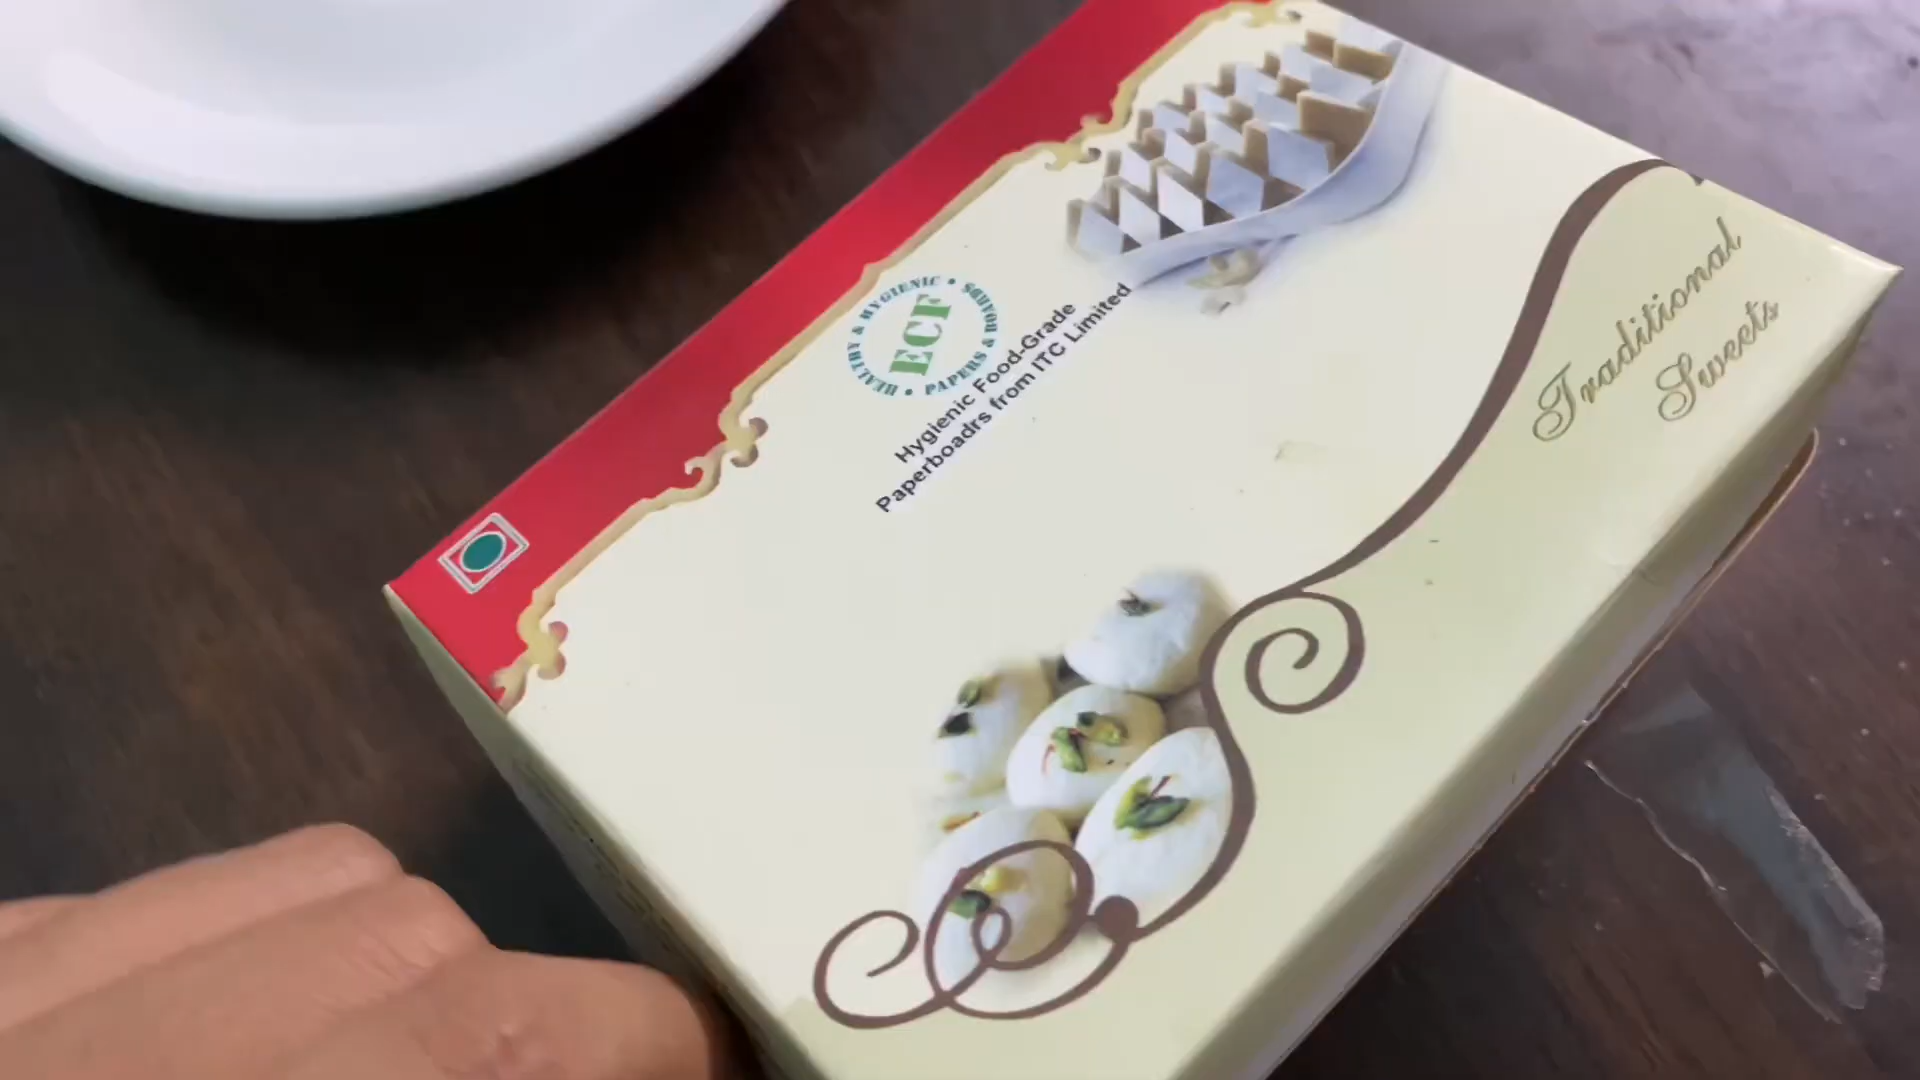 HEALTHY & HYGIENIC • PAPERS & BOARDS •
ECF
Hygienic Food-Grade
Paperboadrs from ITC Limited
Traditional
Sweets